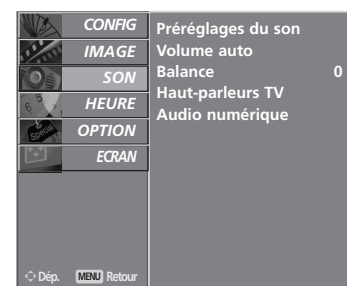 CONFIG
IMAGE
SON
HEURE
OPTION
ECRAN
Préréglages du son
Volume auto
Balance 0
Haut-parleurs TV
Audio numérique
Dép. MENU Retour